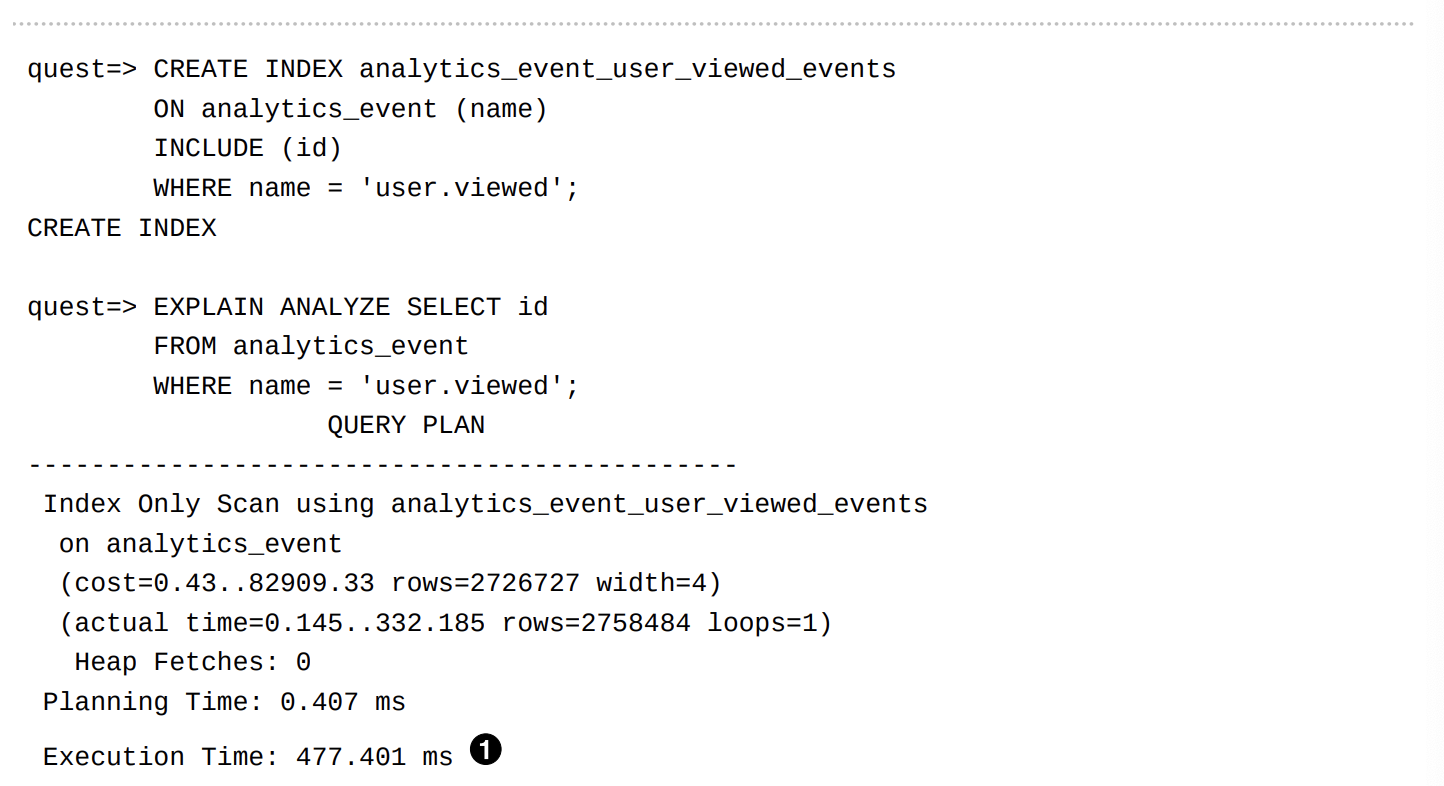 quest=> CREATE INDEX analytics_event_user_viewed_events
ON analytics_event (name)
INCLUDE (id)
WHERE name = 'user.viewed';
CREATE INDEX
quest=> EXPLAIN ANALYZE SELECT id
FROM analytics_event
WHERE name = 'user.viewed';
QUERY PLAN
---------------------------------------------
Index Only Scan using analytics_event_user_viewed_events
on analytics_event
(cost=0.43..82909.33 rows=2726727 width=4)
(actual time=0.145..332.185 rows=2758484 loops=1)
Heap Fetches: 0
Planning Time: 0.407 ms
Execution Time: 477.401 ms ❶